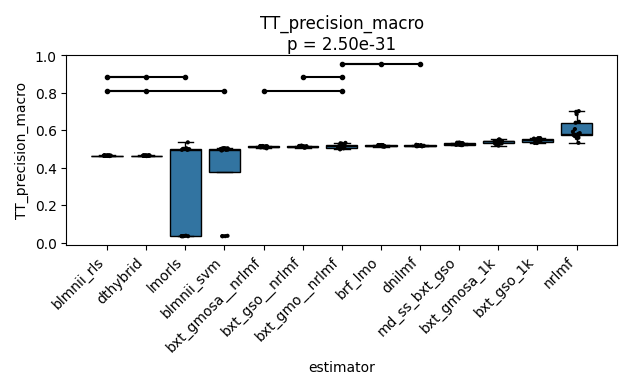 TT_precision_macro
p = 2.50e-31
TT_precision_macro
1.0
0.8
0.6
0.4
0.2
0.0
blmnii_rls
dthybrid
lmorls
blmnii_svm
bxt_gmosa__nrlmf
bxt_gso__nrlmf
bxt_gmo__nrlmf
brf_lmo
dnilmf
md_ss_bxt_gso
bxt_gmosa_1k
bxt_gso_1k
nrlmf
estimator